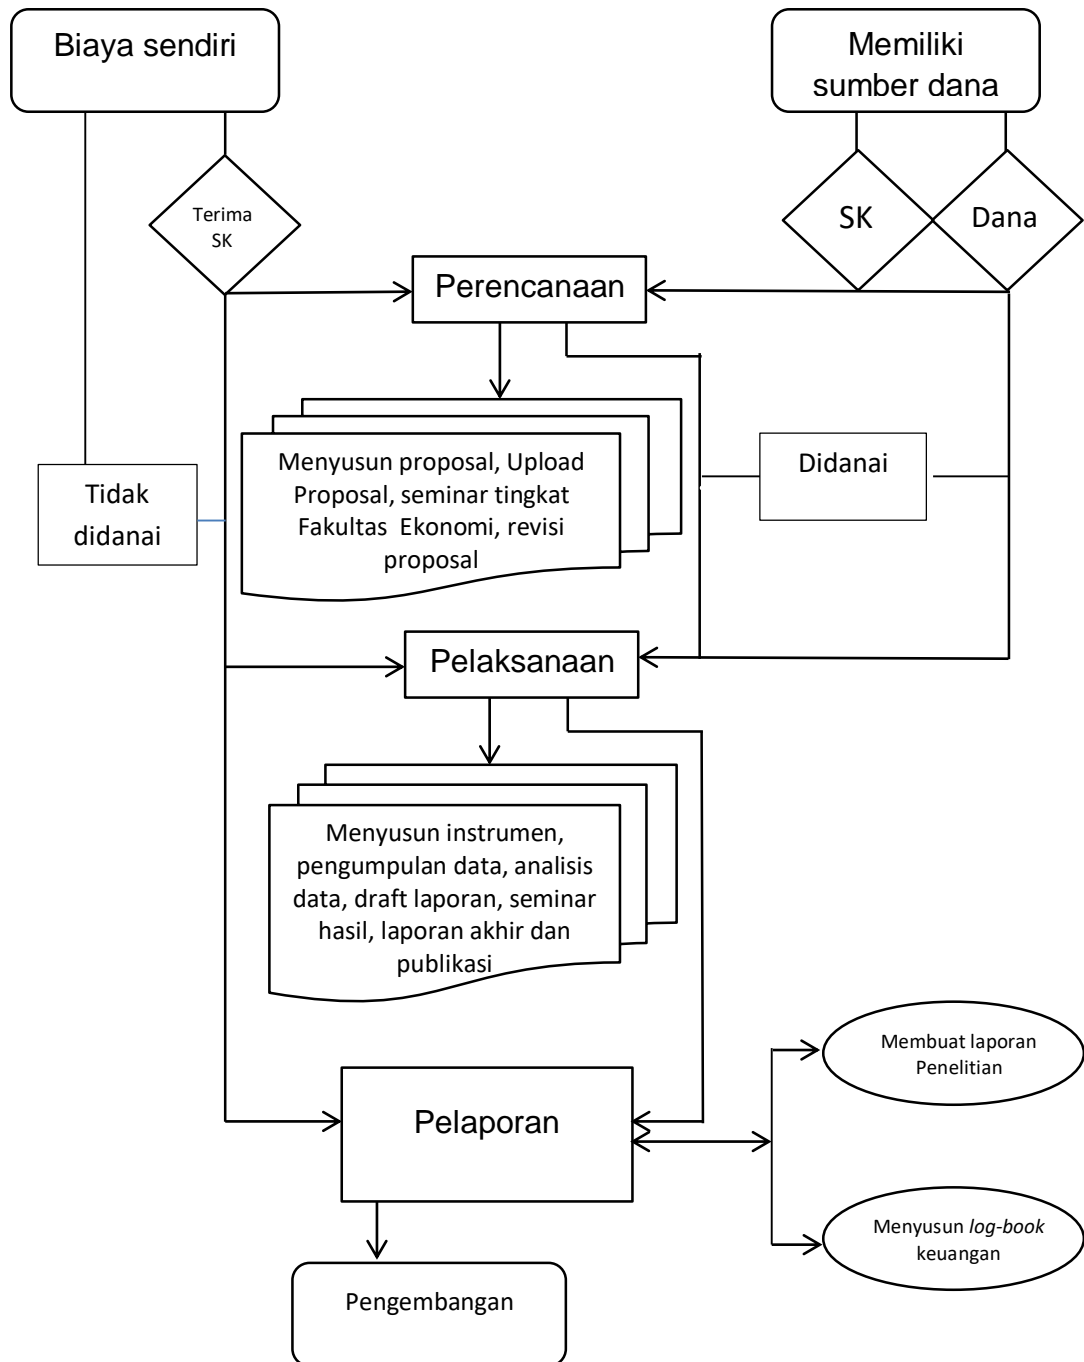 Biaya sendiri
Memiliki
sumber dana
Terima
SK
SK
Dana
Perencanaan
Menyusun proposal, Upload
Proposal, seminar tingkat
Fakultas Ekonomi, revisi
proposal
Didanai
Tidak
didanai
Pelaksanaan
Menyusun instrumen,
pengumpulan data, analisis
data, draft laporan, seminar
hasil, laporan akhir dan
publikasi
Membuat laporan
Penelitian
Pelaporan
Menyusun log-book
keuangan
Pengembangan